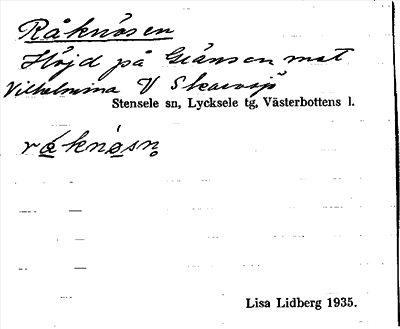 Råknösen
Höjd på Gränsen mot
Vilhelmina V Skarvsjö
Stensele sn, Lycksele tg, Västerbottens l.
Lisa Lidberg 1935.